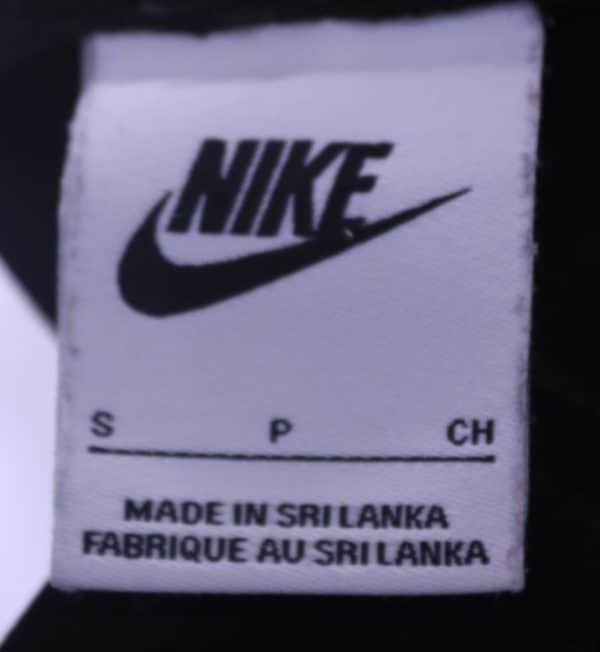 NIKE
S P CH
MADE IN SRI LANKA
FABRIQUE AU SRI LANKA